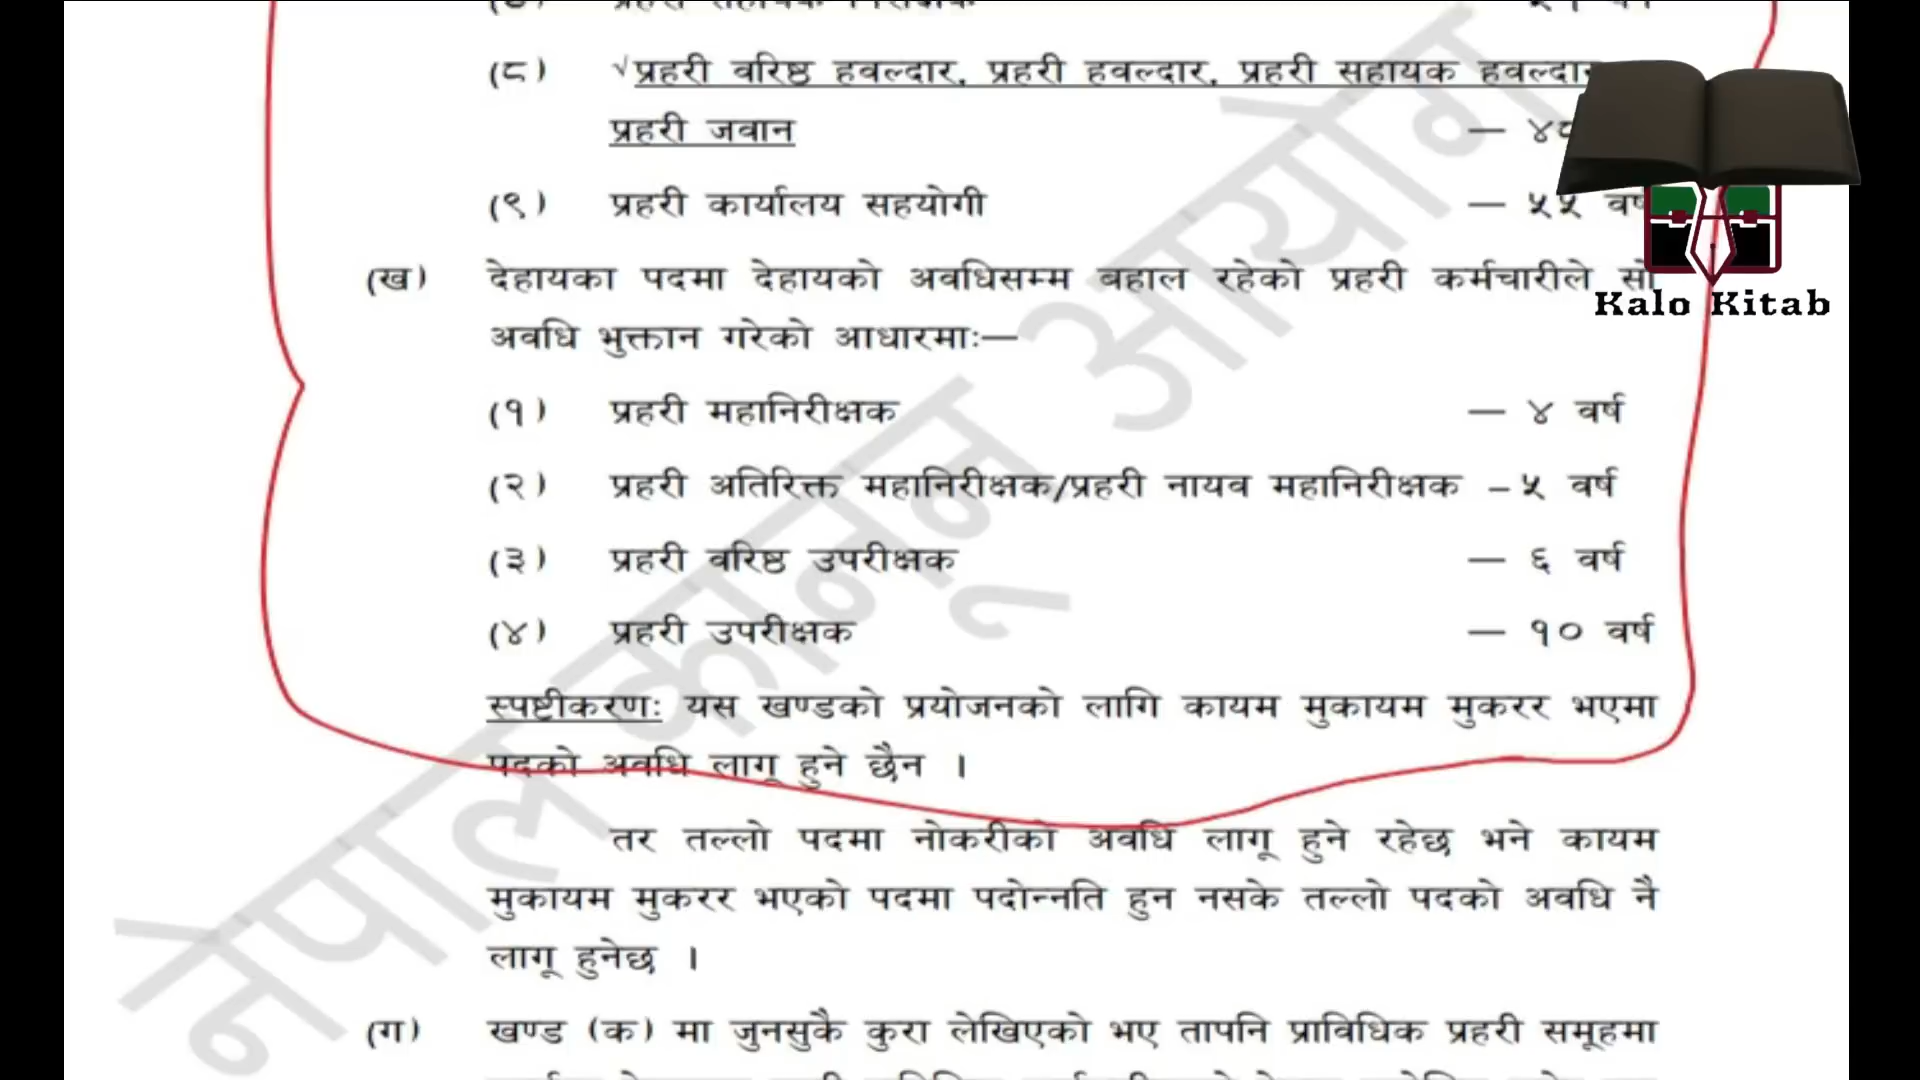 (८) √प्रहरी वरिष्ठ हवल्दार, प्रहरी हवल्दार, प्रहरी सहायक हवल्दार
प्रहरी जवान —
(९) प्रहरी कार्यालय सहयोगी — ५५ वर्ष
(ख) देहायका पदमा देहायको अवधिसम्म बहाल रहेको प्रहरी कर्मचारीले सो
अवधि भुक्तान गरेको आधारमाः—
(१) प्रहरी महानिरीक्षक — ४ वर्ष
(२) प्रहरी अतिरिक्त महानिरीक्षक/प्रहरी नायव महानिरीक्षक – ५ वर्ष
(३) प्रहरी वरिष्ठ उपरीक्षक — ६ वर्ष
(४) प्रहरी उपरीक्षक — १० वर्ष
स्पष्टीकरणः यस खण्डको प्रयोजनको लागि कायम मुकायम मुकरर भएमा
पदको अवधि लागू हुने छैन ।
तर तल्लो पदमा नोकरीको अवधि लागू हुने रहेछ भने कायम
मुकायम मुकरर भएको पदमा पदोन्नति हुन नसके तल्लो पदको अवधि नै
लागू हुनेछ ।
(ग) खण्ड (क) मा जुनसुकै कुरा लेखिएको भए तापनि प्राविधिक प्रहरी समूहमा
नेपाल कानून आयोग
Kalo Kitab